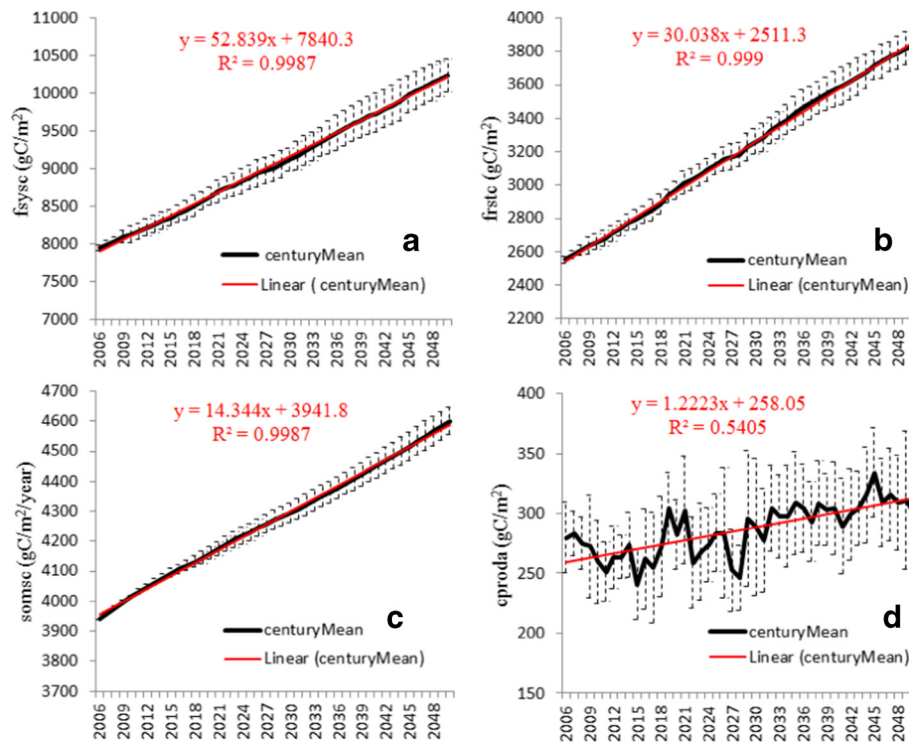 y = 52.839x + 7840.3
R² = 0.9987
fsysc (gC/m²)
11000
10500
10000
9500
9000
8500
8000
7500
7000
a
centuryMean
Linear ( centuryMean)
2006 2009 2012 2015 2018 2021 2024 2027 2030 2033 2036 2039 2042 2045 2048
y = 30.038x + 2511.3
R² = 0.999
frstc (gC/m²)
4000
3800
3600
3400
3200
3000
2800
2600
2400
2200
b
centuryMean
Linear (centuryMean)
2006 2009 2012 2015 2018 2021 2024 2027 2030 2033 2036 2039 2042 2045 2048
y = 14.344x + 3941.8
R² = 0.9987
somsc (gC/m²/year)
4700
4600
4500
4400
4300
4200
4100
4000
3900
3800
3700
c
centuryMean
Linear (centuryMean)
2006 2009 2012 2015 2018 2021 2024 2027 2030 2033 2036 2039 2042 2045 2048
y = 1.2223x + 258.05
R² = 0.5405
cproda (gC/m²)
400
350
300
250
200
150
d
centuryMean
Linear (centuryMean)
2006 2009 2012 2015 2018 2021 2024 2027 2030 2033 2036 2039 2042 2045 2048